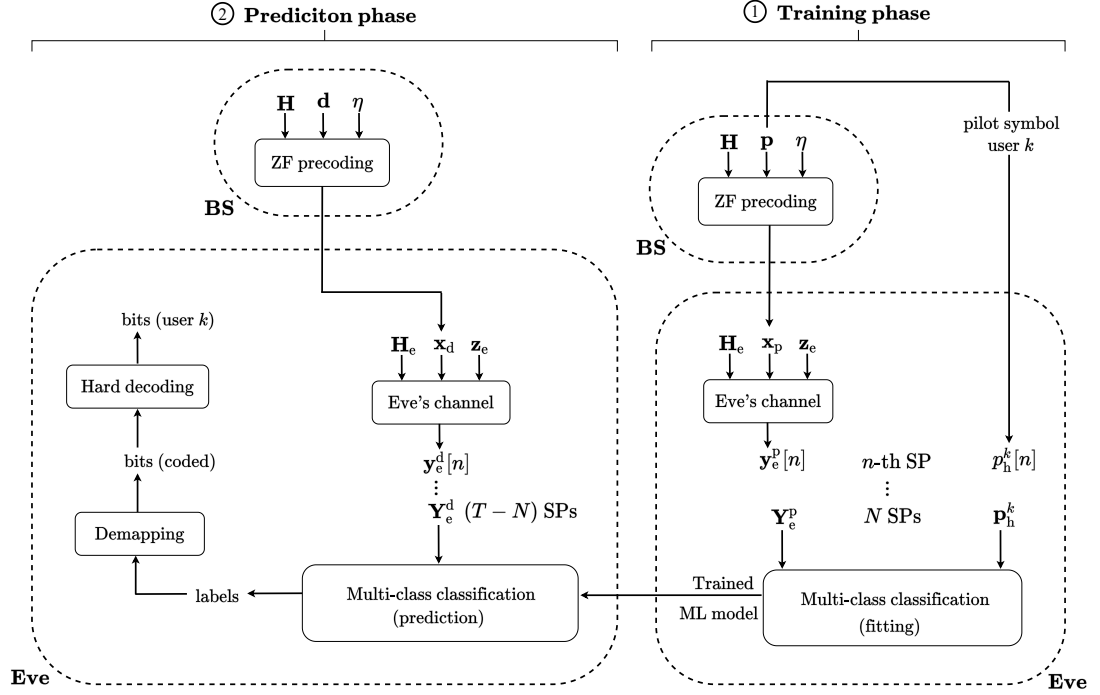 ② Prediciton phase
H d η
ZF precoding
BS
bits (user k)
Hard decoding
bits (coded)
Demapping
labels
H_e x_d z_e
Eve's channel
y_e^d[n]
⋮
Y_e^d (T − N) SPs
Multi-class classification
(prediction)
Eve
① Training phase
pilot symbol
user k
H p η
ZF precoding
BS
H_e x_p z_e
Eve's channel
y_e^p[n] n-th SP p_h^k[n]
⋮
Y_e^p N SPs p_h^k
Trained
ML model
Multi-class classification
(fitting)
Eve